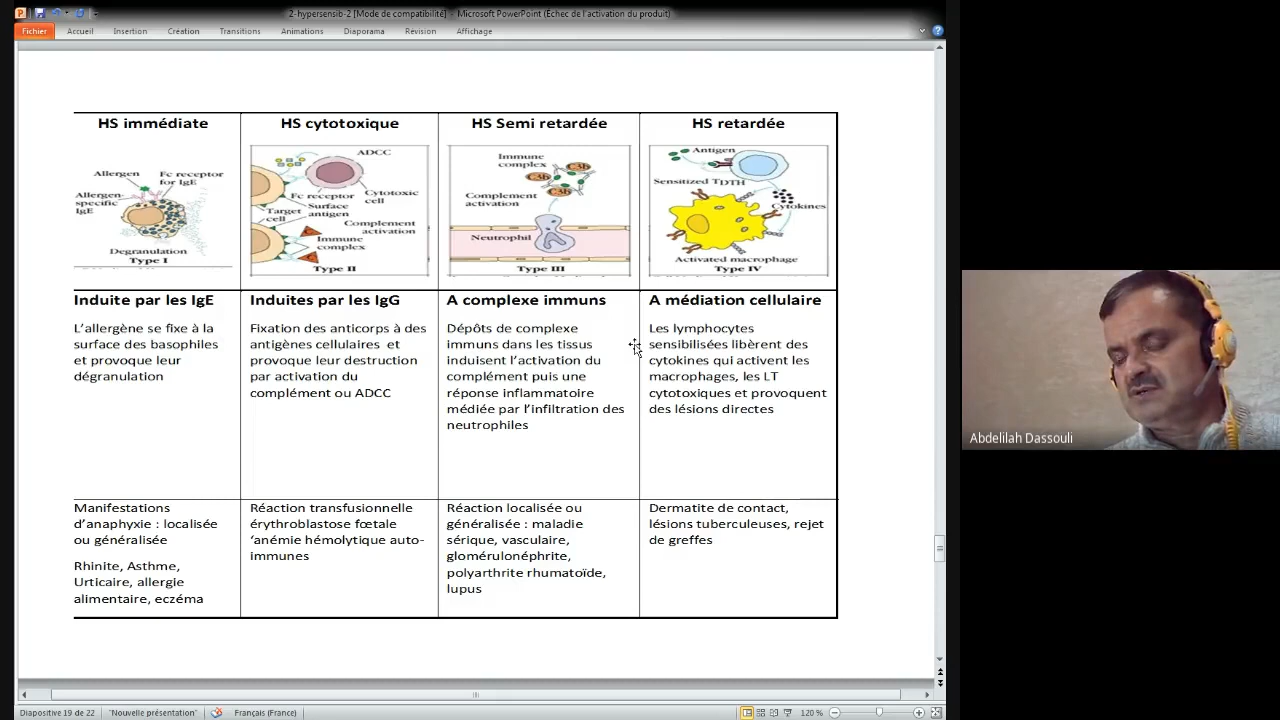 2-hypersensib-2 [Mode de compatibilité] - Microsoft PowerPoint (Échec de l'activation du produit)
Fichier Accueil Insertion Création Transitions Animations Diaporama Révision Affichage
HS immédiate
Allergen
Fc receptor
for IgE
Allergen-
specific
IgE
Degranulation
Type I
HS cytotoxique
ADCC
Fc receptor
Cytotoxic
cell
Surface
antigen
Target
cell
Complement
activation
Immune
complex
Type II
HS Semi retardée
Immune
complex
C3b
C3b
C3b
Complement
activation
Neutrophil
Type III
HS retardée
Antigen
Sensitized TDTH
Cytokines
Activated macrophage
Type IV
Induite par les IgE
L'allergène se fixe à la
surface des basophiles
et provoque leur
dégranulation
Induites par les IgG
Fixation des anticorps à des
antigènes cellulaires et
provoque leur destruction
par activation du
complément ou ADCC
A complexe immuns
Dépôts de complexe
immuns dans les tissus
induisent l'activation du
complément puis une
réponse inflammatoire
médiée par l'infiltration des
neutrophiles
A médiation cellulaire
Les lymphocytes
sensibilisées libèrent des
cytokines qui activent les
macrophages, les LT
cytotoxiques et provoquent
des lésions directes
Manifestations
d'anaphyxie : localisée
ou généralisée
Rhinite, Asthme,
Urticaire, allergie
alimentaire, eczéma
Réaction transfusionnelle
érythroblastose fœtale
'anémie hémolytique auto-
immunes
Réaction localisée ou
généralisée : maladie
sérique, vasculaire,
glomérulonéphrite,
polyarthrite rhumatoïde,
lupus
Dermatite de contact,
lésions tuberculeuses, rejet
de greffes
Abdelilah Dassouli
Diapositive 19 de 22 "Nouvelle présentation" Français (France) 120 %